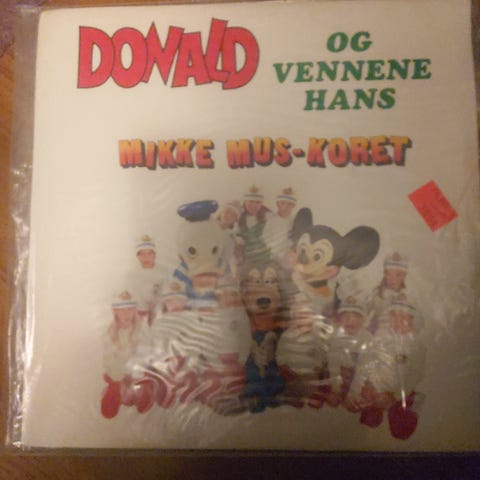 DONALD
OG
VENNENE
HANS
MIKKE MUS-KORET